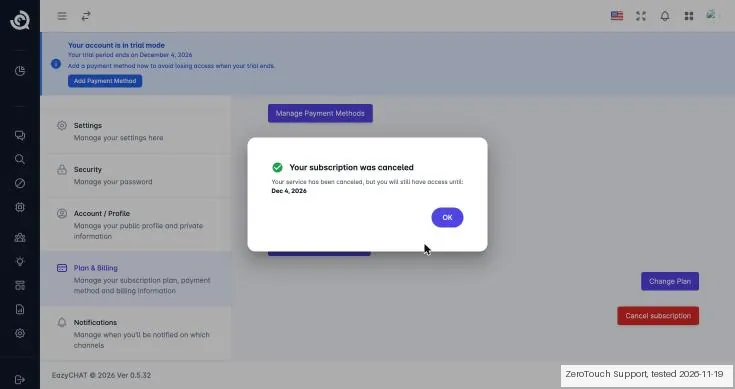 Your account is in trial mode
Your trial period ends on December 4, 2026
Add a payment method now to avoid losing access when your trial ends.
Add Payment Method
Manage Payment Methods
Settings
Manage your settings here
Security
Manage your password
Account / Profile
Manage your public profile and private
information
Plan & Billing
Manage your subscription plan, payment
method and billing information
Notifications
Manage when you'll be notified on which
channels
Your subscription was canceled
Your service has been canceled, but you will still have access until:
Dec 4, 2026
OK
Change Plan
Cancel subscription
EazyCHAT © 2026 Ver 0.5.32
ZeroTouch Support, tested 2026-11-19